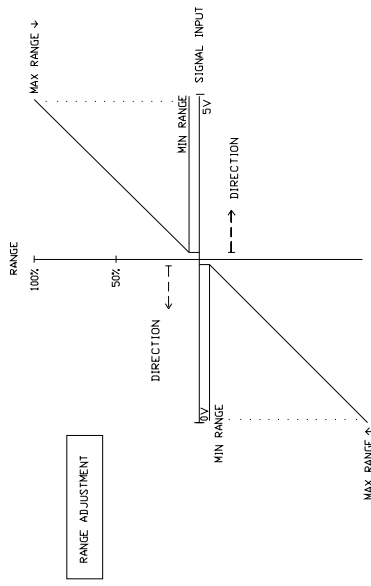 RANGE ADJUSTMENT
RANGE
100%
50%
MAX RANGE
MIN RANGE
SIGNAL INPUT
5V
DIRECTION
DIRECTION
0V
MIN RANGE
MAX RANGE